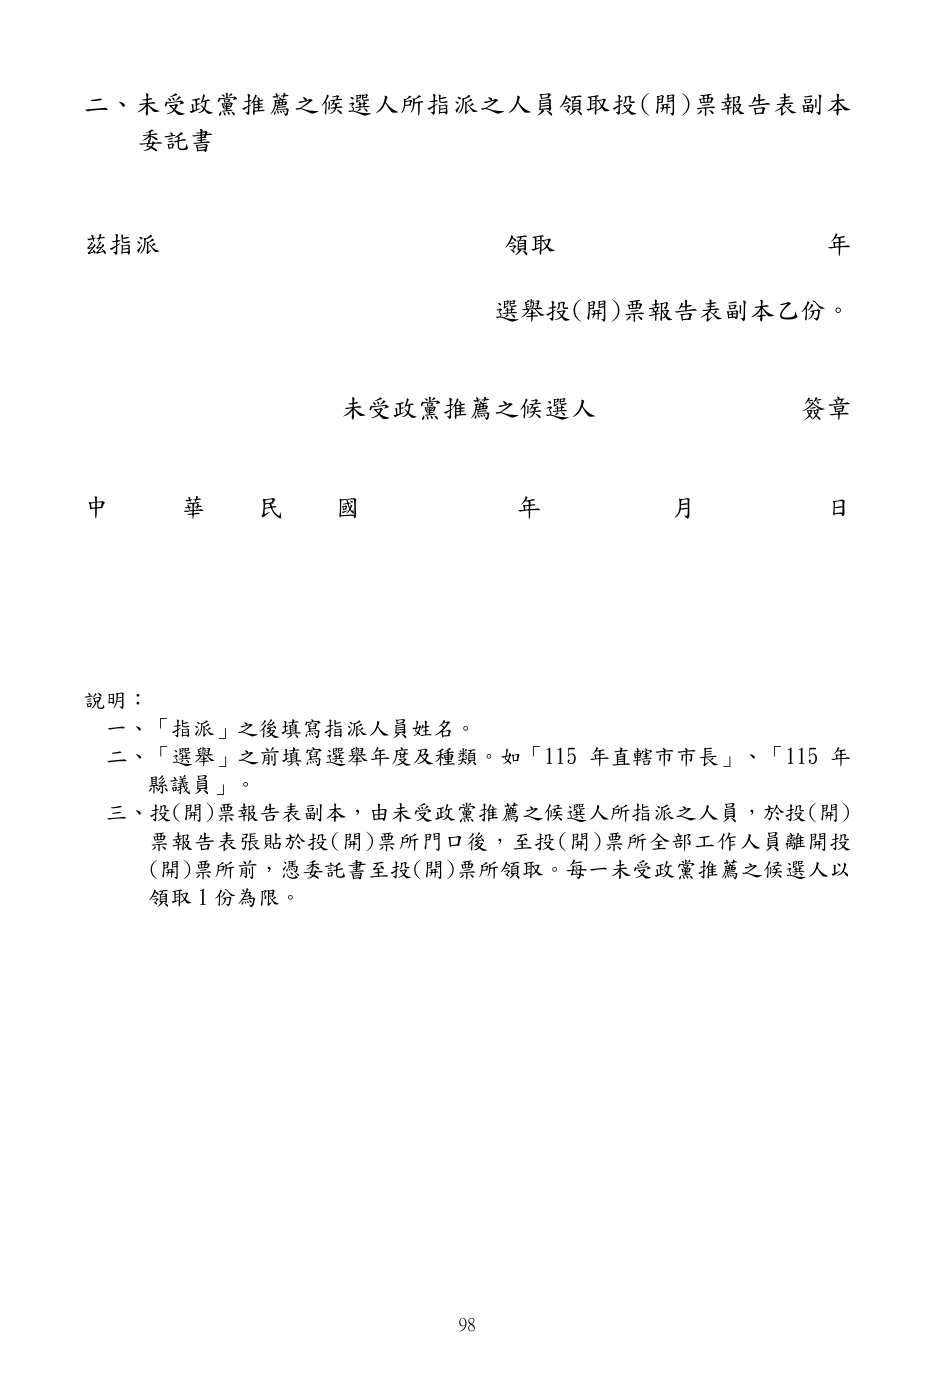 二、未受政黨推薦之候選人所指派之人員領取投(開)票報告表副本
委託書
茲指派 領取 年
選舉投(開)票報告表副本乙份。
未受政黨推薦之候選人 簽章
中 華 民 國 年 月 日
說明：
一、「指派」之後填寫指派人員姓名。
二、「選舉」之前填寫選舉年度及種類。如「115 年直轄市市長」、「115 年
縣議員」。
三、投(開)票報告表副本，由未受政黨推薦之候選人所指派之人員，於投(開)
票報告表張貼於投(開)票所門口後，至投(開)票所全部工作人員離開投
(開)票所前，憑委託書至投(開)票所領取。每一未受政黨推薦之候選人以
領取 1 份為限。
98